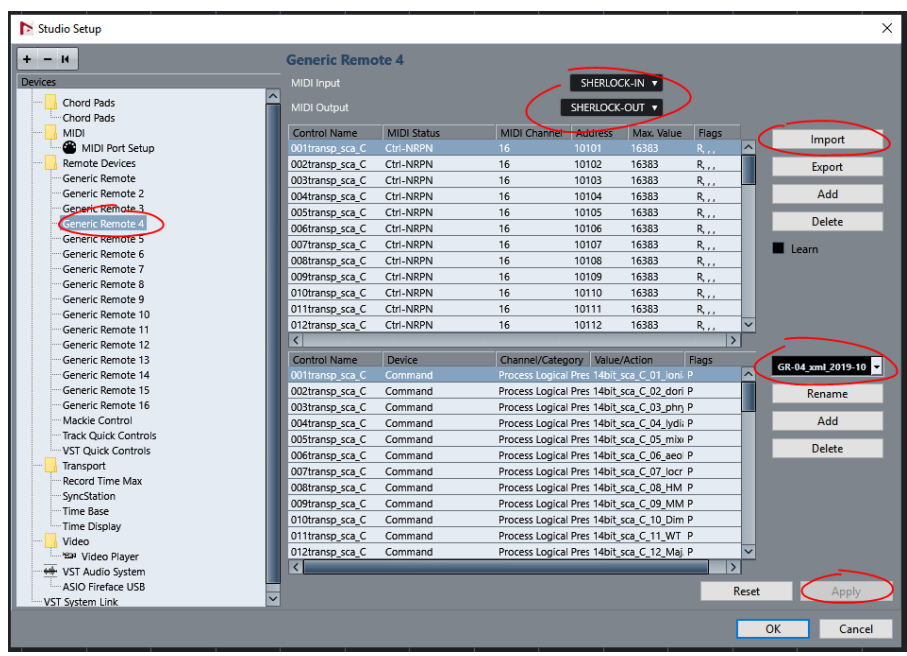 Studio Setup
+ −
Devices
Chord Pads
Chord Pads
MIDI
MIDI Port Setup
Remote Devices
Generic Remote
Generic Remote 2
Generic Remote 3
Generic Remote 4
Generic Remote 5
Generic Remote 6
Generic Remote 7
Generic Remote 8
Generic Remote 9
Generic Remote 10
Generic Remote 11
Generic Remote 12
Generic Remote 13
Generic Remote 14
Generic Remote 15
Generic Remote 16
Mackie Control
Track Quick Controls
VST Quick Controls
Transport
Record Time Max
SyncStation
Time Base
Time Display
Video
Video Player
VST Audio System
ASIO Fireface USB
VST System Link
Generic Remote 4
MIDI Input SHERLOCK-IN
MIDI Output SHERLOCK-OUT
Control Name MIDI Status MIDI Channel Address Max. Value Flags
001transp_sca_C Ctrl-NRPN 16 10101 16383 R, , ,
002transp_sca_C Ctrl-NRPN 16 10102 16383 R, , ,
003transp_sca_C Ctrl-NRPN 16 10103 16383 R, , ,
004transp_sca_C Ctrl-NRPN 16 10104 16383 R, , ,
005transp_sca_C Ctrl-NRPN 16 10105 16383 R, , ,
006transp_sca_C Ctrl-NRPN 16 10106 16383 R, , ,
007transp_sca_C Ctrl-NRPN 16 10107 16383 R, , ,
008transp_sca_C Ctrl-NRPN 16 10108 16383 R, , ,
009transp_sca_C Ctrl-NRPN 16 10109 16383 R, , ,
010transp_sca_C Ctrl-NRPN 16 10110 16383 R, , ,
011transp_sca_C Ctrl-NRPN 16 10111 16383 R, , ,
012transp_sca_C Ctrl-NRPN 16 10112 16383 R, , ,
Import
Export
Add
Delete
Learn
Control Name Device Channel/Category Value/Action Flags
001transp_sca_C Command Process Logical Pres 14bit_sca_C_01_ioni P
002transp_sca_C Command Process Logical Pres 14bit_sca_C_02_dori P
003transp_sca_C Command Process Logical Pres 14bit_sca_C_03_phry P
004transp_sca_C Command Process Logical Pres 14bit_sca_C_04_lydi P
005transp_sca_C Command Process Logical Pres 14bit_sca_C_05_mixo P
006transp_sca_C Command Process Logical Pres 14bit_sca_C_06_aeol P
007transp_sca_C Command Process Logical Pres 14bit_sca_C_07_locr P
008transp_sca_C Command Process Logical Pres 14bit_sca_C_08_HM P
009transp_sca_C Command Process Logical Pres 14bit_sca_C_09_MM P
010transp_sca_C Command Process Logical Pres 14bit_sca_C_10_Dim P
011transp_sca_C Command Process Logical Pres 14bit_sca_C_11_WT P
012transp_sca_C Command Process Logical Pres 14bit_sca_C_12_Maj. P
GR-04_xml_2019-10
Rename
Add
Delete
Reset Apply
OK Cancel